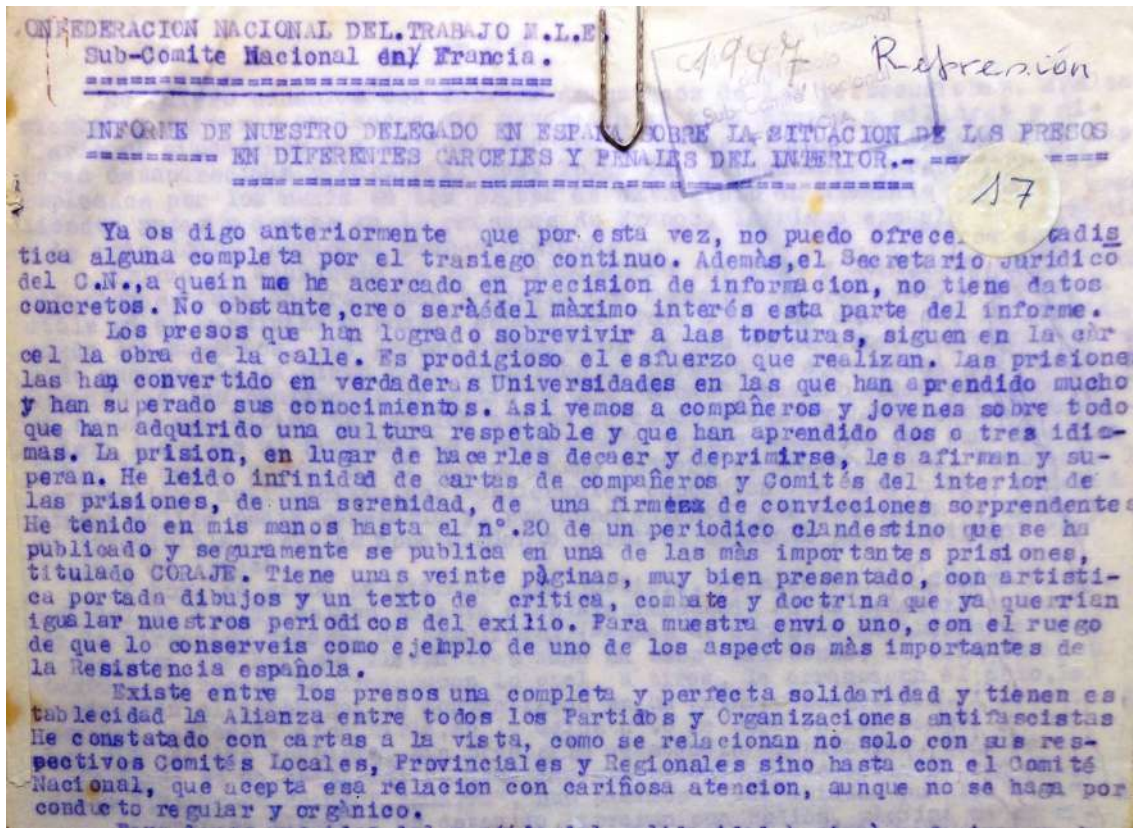 ONFEDERACION NACIONAL DEL.TRABAJO M.L.E.
Sub-Comite Nacional en/ Francia.
1947
Represión
INFORME DE NUESTRO DELEGADO EN ESPAÑA SOBRE LA SITUACION DE LOS PRESOS
EN DIFERENTES CARCELES Y PENALES DEL INTERIOR.-
17
Ya os digo anteriormente que por esta vez, no puedo ofreceros estadis
tica alguna completa por el trasiego continuo. Además,el Secretario Juridico
del C.N.,a quein me he acercado en precision de informacion, no tiene datos
concretos. No obstante,creo seràédel màximo interés esta parte del informe.
Los presos que han logrado sobrevivir a las torturas, siguen en la càr
cel la obra de la calle. Es prodigioso el esfuerzo que realizan. Las prisione
las han convertido en verdaderas Universidades en las que han aprendido mucho
y han superado sus conocimientos. Asi vemos a compañeros y jovenes sobre todo
que han adquirido una cultura respetable y que han aprendido dos o tres idio-
mas. La prision, en lugar de hacerles decaer y deprimirse, les afirman y su-
peran. He leido infinidad de cartas de compañeros y Comités del interior de
las prisiones, de una serenidad, de una firmeza de convicciones sorprendentes
He tenido en mis manos hasta el nº.20 de un periodico clandestino que se ha
publicado y seguramente se publica en una de las màs importantes prisiones,
titulado CORAJE. Tiene unas veinte pàginas, muy bien presentado, con artisti-
ca portada dibujos y un texto de critica, combate y doctrina que ya querrian
igualar nuestros periodicos del exilio. Para muestra envio uno, con el ruego
de que lo conserveis como ejemplo de uno de los aspectos màs importantes de
la Resistencia española.
Existe entre los presos una completa y perfecta solidaridad y tienen es
tablecidad la Alianza entre todos los Partidos y Organizaciones antifascistas
He constatado con cartas a la vista, como se relacionan no solo con sus res-
pectivos Comités Locales, Provinciales y Regionales sino hasta con el Comité
Nacional, que acepta esa relacion con cariñosa atencion, aunque no se haga por
conducto regular y orgànico.